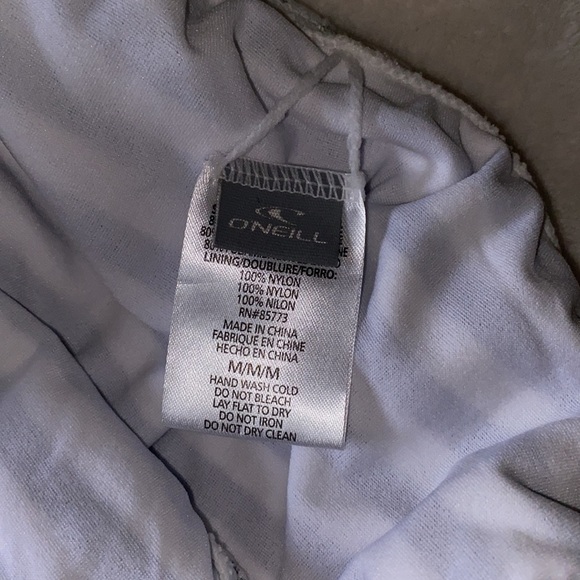 O'NEILL
LINING/DOUBLURE/FORRO:
100% NYLON
100% NYLON
100% NILON
RN#85773
MADE IN CHINA
FABRIQUE EN CHINE
HECHO EN CHINA
M/M/M
HAND WASH COLD
DO NOT BLEACH
LAY FLAT TO DRY
DO NOT IRON
DO NOT DRY CLEAN